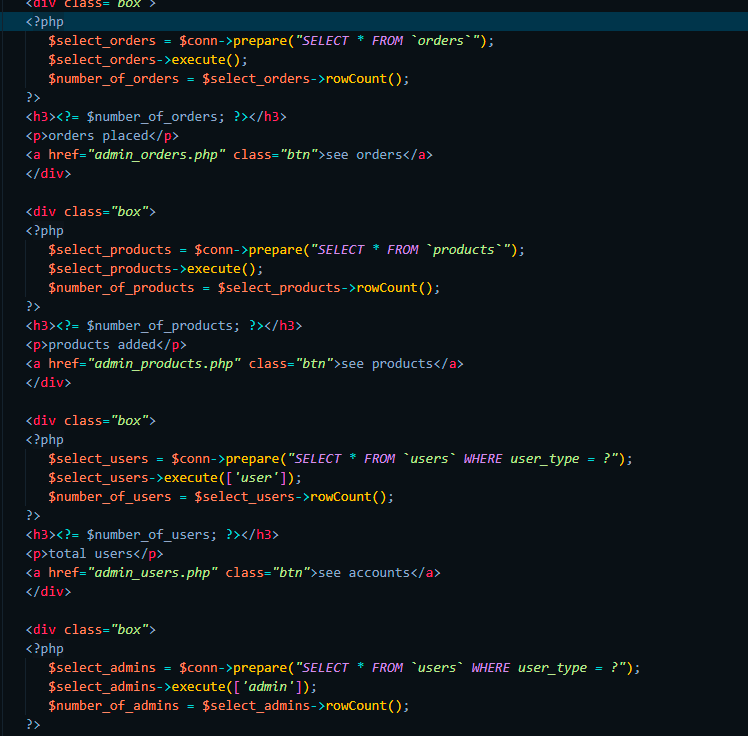 <div class="box">
<?php
$select_orders = $conn->prepare("SELECT * FROM `orders`");
$select_orders->execute();
$number_of_orders = $select_orders->rowCount();
?>
<h3><?= $number_of_orders; ?></h3>
<p>orders placed</p>
<a href="admin_orders.php" class="btn">see orders</a>
</div>
<div class="box">
<?php
$select_products = $conn->prepare("SELECT * FROM `products`");
$select_products->execute();
$number_of_products = $select_products->rowCount();
?>
<h3><?= $number_of_products; ?></h3>
<p>products added</p>
<a href="admin_products.php" class="btn">see products</a>
</div>
<div class="box">
<?php
$select_users = $conn->prepare("SELECT * FROM `users` WHERE user_type = ?");
$select_users->execute(['user']);
$number_of_users = $select_users->rowCount();
?>
<h3><?= $number_of_users; ?></h3>
<p>total users</p>
<a href="admin_users.php" class="btn">see accounts</a>
</div>
<div class="box">
<?php
$select_admins = $conn->prepare("SELECT * FROM `users` WHERE user_type = ?");
$select_admins->execute(['admin']);
$number_of_admins = $select_admins->rowCount();
?>